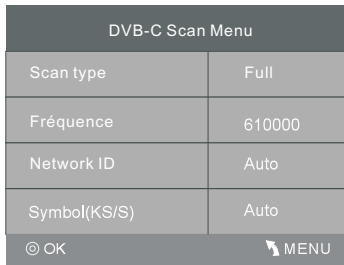 DVB-C Scan Menu
Scan type Full
Fréquence 610000
Network ID Auto
Symbol(KS/S) Auto
OK MENU